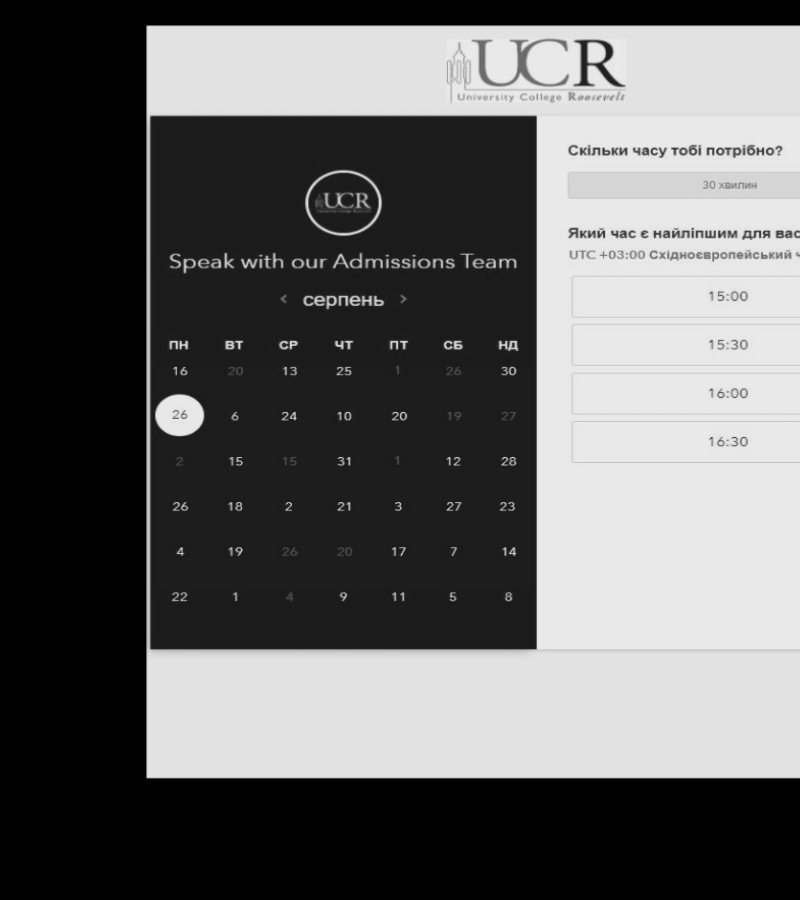 UCR
University College Roosevelt
UCR
Speak with our Admissions Team
< серпень >
ПН ВТ СР ЧТ ПТ СБ НД
16 20 13 25 1 26 30
26 6 24 10 20 19 27
2 15 15 31 1 12 28
26 18 2 21 3 27 23
4 19 26 20 17 7 14
22 1 4 9 11 5 8
Скільки часу тобі потрібно?
30 хвилин
Який час є найліпшим для вас
UTC +03:00 Східноєвропейський ч
15:00
15:30
16:00
16:30